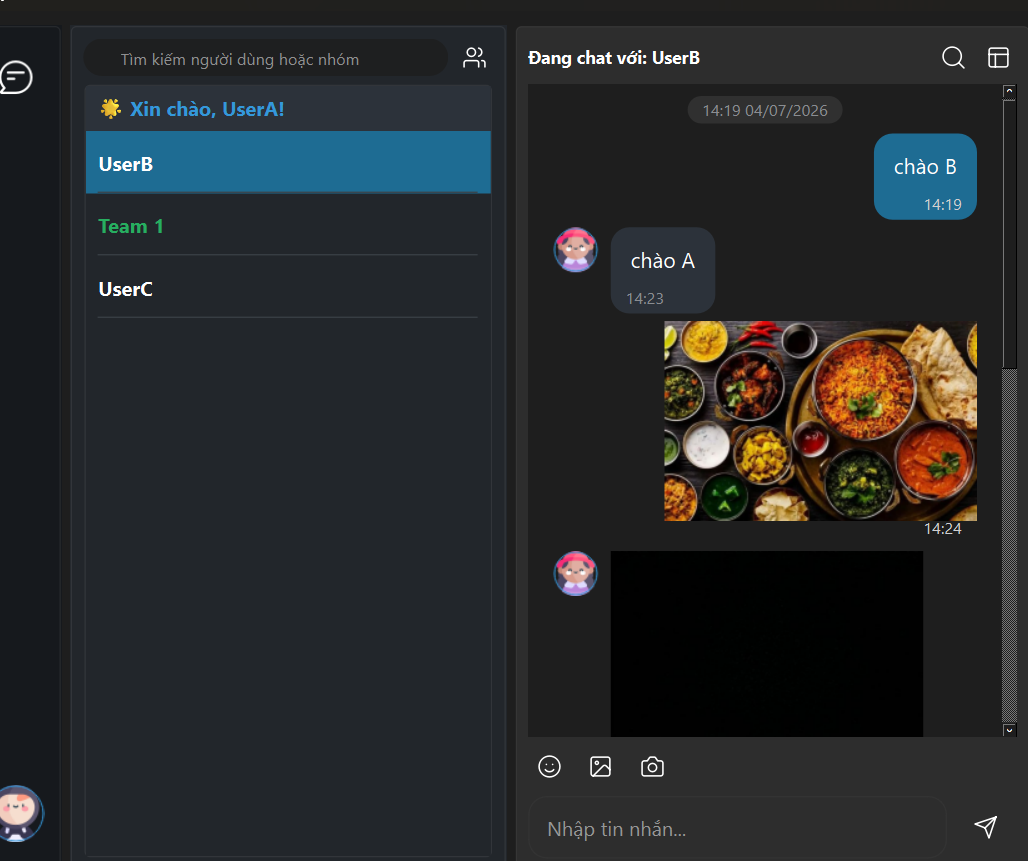 Tìm kiếm người dùng hoặc nhóm
🌟 Xin chào, UserA!
UserB
Team 1
UserC
Đang chat với: UserB
14:19 04/07/2026
chào B
14:19
chào A
14:23
14:24
Nhập tin nhắn...